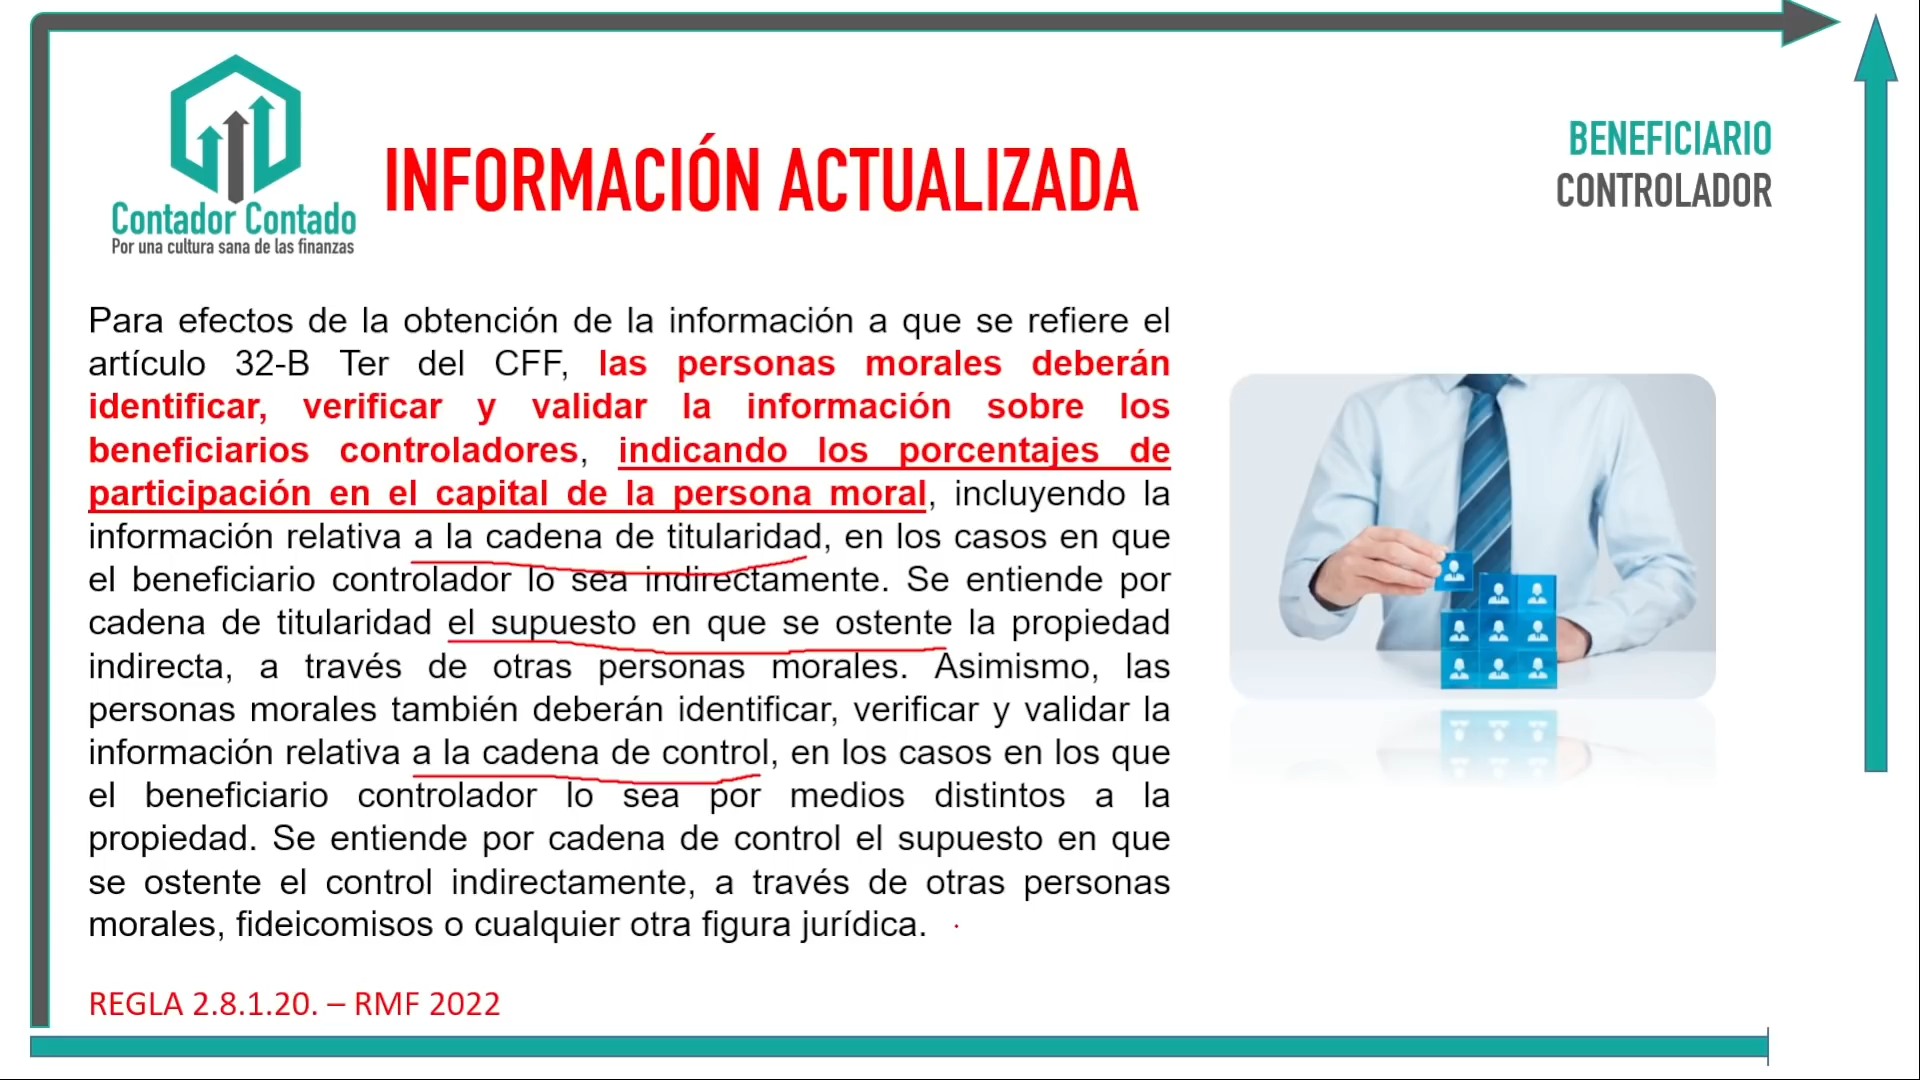 Contador Contado
Por una cultura sana de las finanzas
INFORMACIÓN ACTUALIZADA
BENEFICIARIO
CONTROLADOR
Para efectos de la obtención de la información a que se refiere el
artículo 32-B Ter del CFF, las personas morales deberán
identificar, verificar y validar la información sobre los
beneficiarios controladores, indicando los porcentajes de
participación en el capital de la persona moral, incluyendo la
información relativa a la cadena de titularidad, en los casos en que
el beneficiario controlador lo sea indirectamente. Se entiende por
cadena de titularidad el supuesto en que se ostente la propiedad
indirecta, a través de otras personas morales. Asimismo, las
personas morales también deberán identificar, verificar y validar la
información relativa a la cadena de control, en los casos en los que
el beneficiario controlador lo sea por medios distintos a la
propiedad. Se entiende por cadena de control el supuesto en que
se ostente el control indirectamente, a través de otras personas
morales, fideicomisos o cualquier otra figura jurídica.
REGLA 2.8.1.20. – RMF 2022